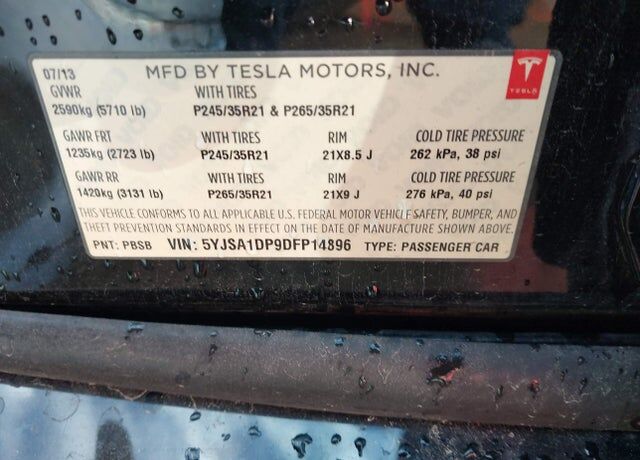 07/13 MFD BY TESLA MOTORS, INC.
TESLA
GVWR WITH TIRES
2590kg (5710 lb) P245/35R21 & P265/35R21
GAWR FRT WITH TIRES RIM COLD TIRE PRESSURE
1235kg (2723 lb) P245/35R21 21X8.5 J 262 kPa, 38 psi
GAWR RR WITH TIRES RIM COLD TIRE PRESSURE
1420kg (3131 lb) P265/35R21 21X9 J 276 kPa, 40 psi
THIS VEHICLE CONFORMS TO ALL APPLICABLE U.S. FEDERAL MOTOR VEHICLE SAFETY, BUMPER, AND
THEFT PREVENTION STANDARDS IN EFFECT ON THE DATE OF MANUFACTURE SHOWN ABOVE.
PNT: PBSB VIN: 5YJSA1DP9DFP14896 TYPE: PASSENGER CAR